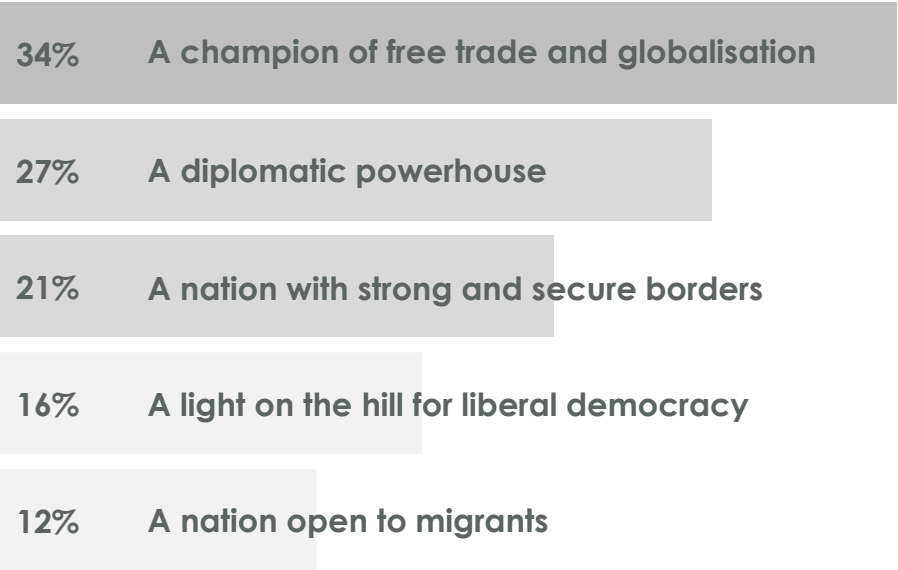 34% A champion of free trade and globalisation
27% A diplomatic powerhouse
21% A nation with strong and secure borders
16% A light on the hill for liberal democracy
12% A nation open to migrants